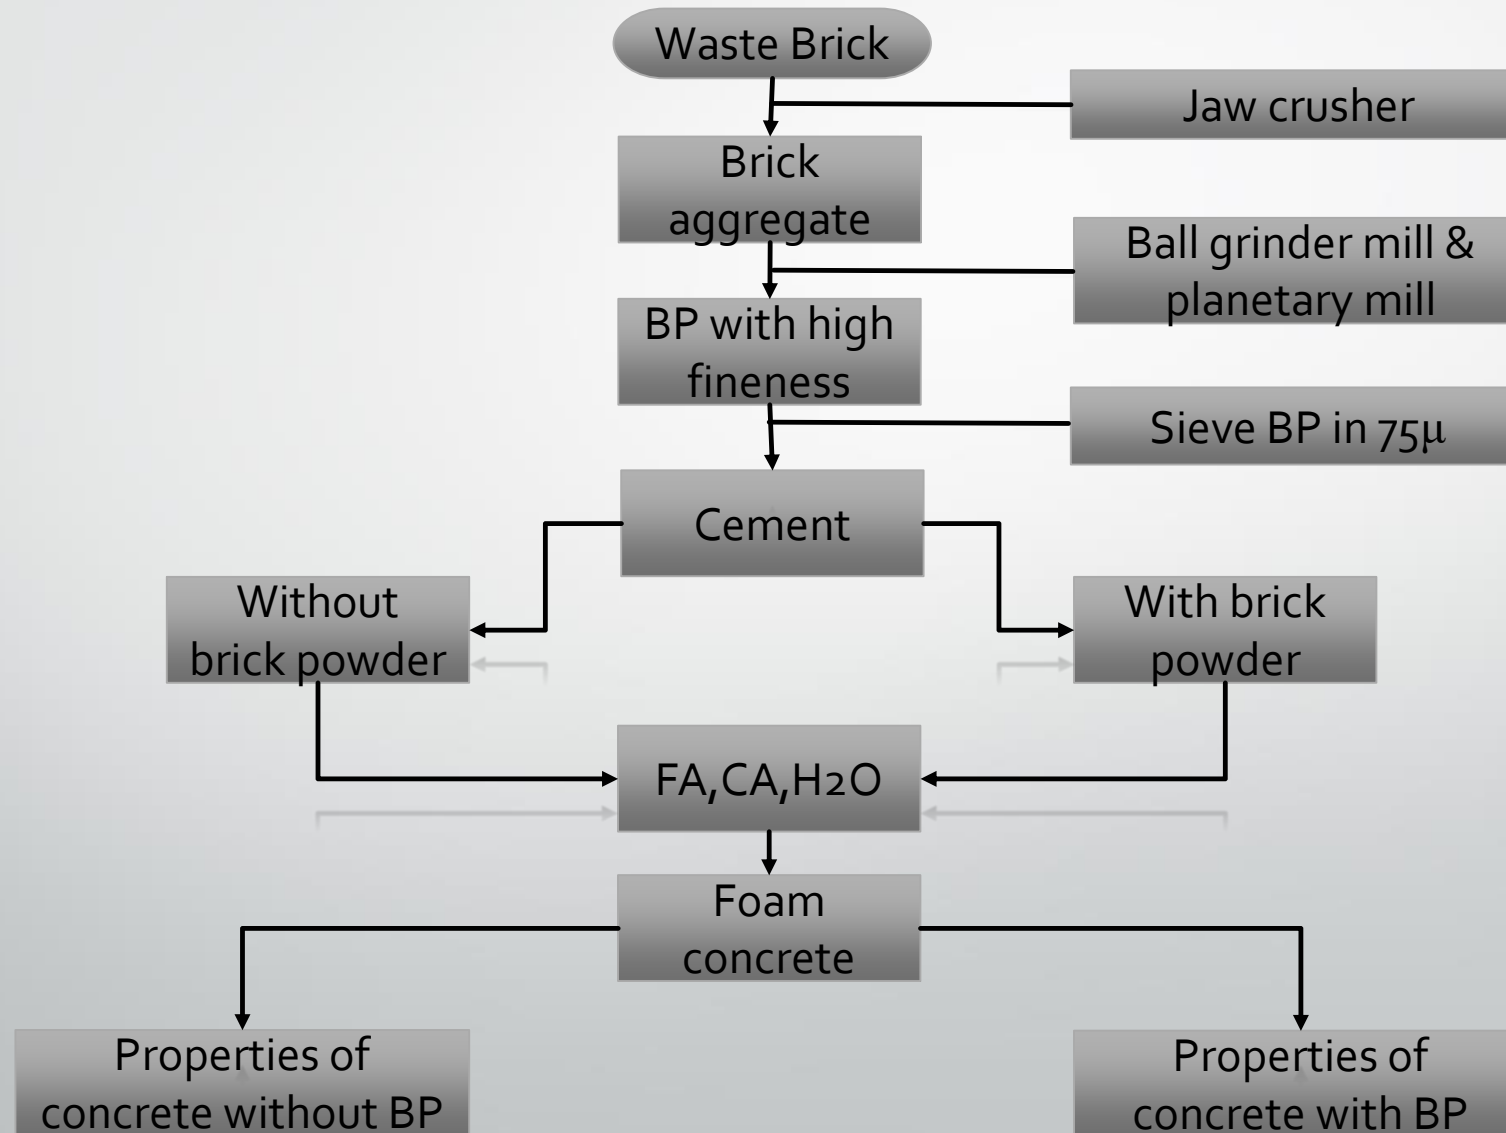 Waste Brick
Jaw crusher
Brick
aggregate
Ball grinder mill &
planetary mill
BP with high
fineness
Sieve BP in 75μ
Cement
Without
brick powder
With brick
powder
FA,CA,H2O
Foam
concrete
Properties of
concrete without BP
Properties of
concrete with BP